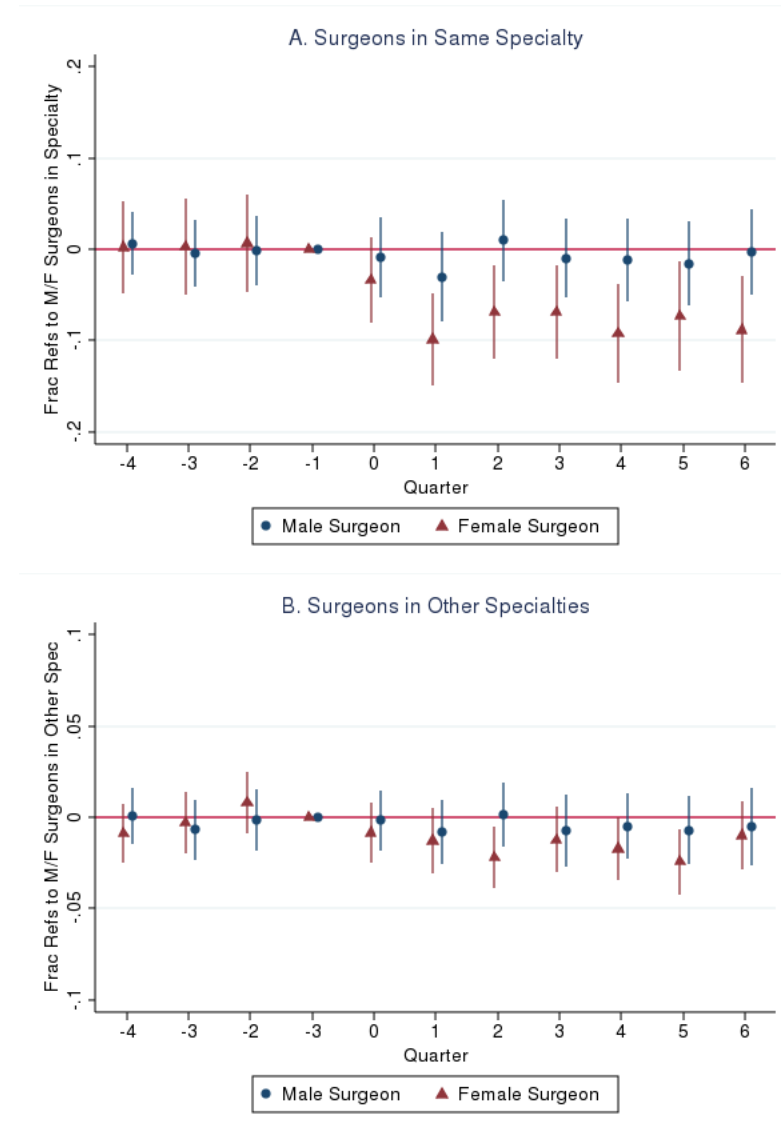 A. Surgeons in Same Specialty
Frac Refs to M/F Surgeons in Specialty
.2
.1
0
-.1
-.2
-4 -3 -2 -1 0 1 2 3 4 5 6
Quarter
Male Surgeon Female Surgeon
B. Surgeons in Other Specialties
Frac Refs to M/F Surgeons in Other Spec
.1
.05
0
-.05
-.1
-4 -3 -2 -3 0 1 2 3 4 5 6
Quarter
Male Surgeon Female Surgeon